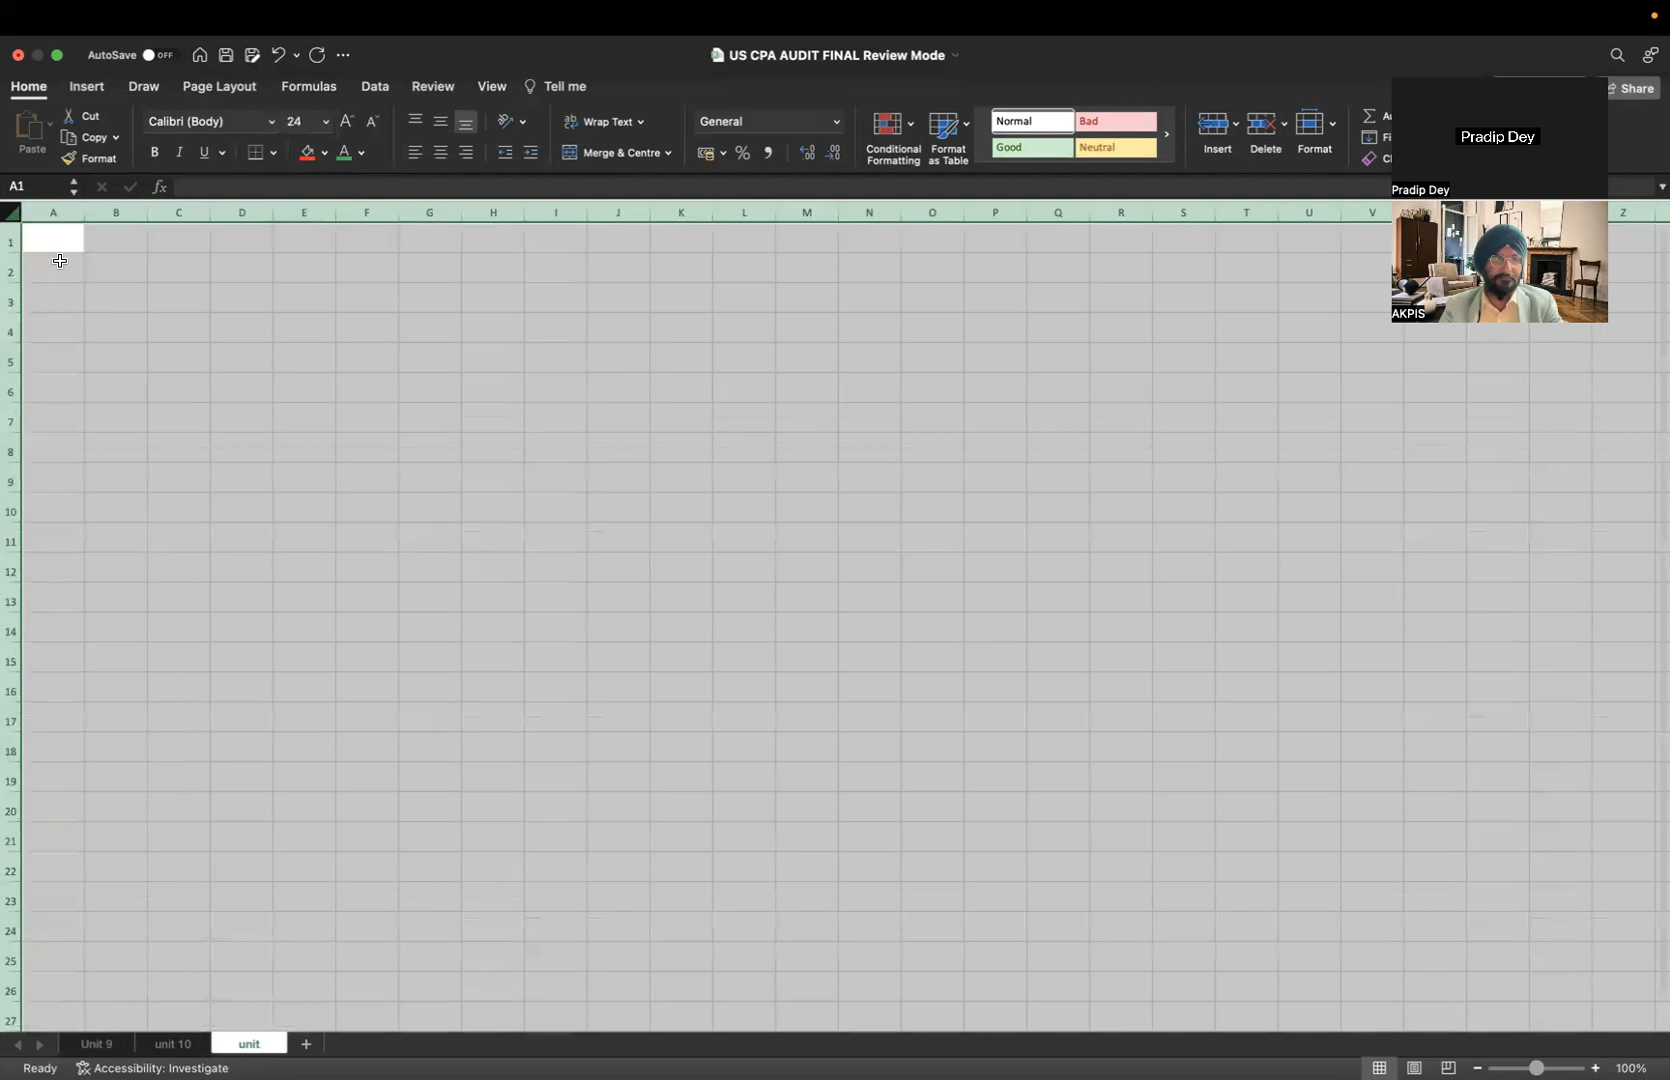 AutoSave OFF
US CPA AUDIT FINAL Review Mode
Home Insert Draw Page Layout Formulas Data Review View Tell me
Share
Paste
Cut
Copy
Format
Calibri (Body) 24
B I U
Wrap Text
Merge & Centre
General
%
Conditional Formatting
Format as Table
Normal Bad
Good Neutral
Insert Delete Format
Pradip Dey
Pradip Dey
AKPIS
A1 fx
A B C D E F G H I J K L M N O P Q R S T U V Z
1
2
3
4
5
6
7
8
9
10
11
12
13
14
15
16
17
18
19
20
21
22
23
24
25
26
27
Unit 9 unit 10 unit +
Ready Accessibility: Investigate
100%